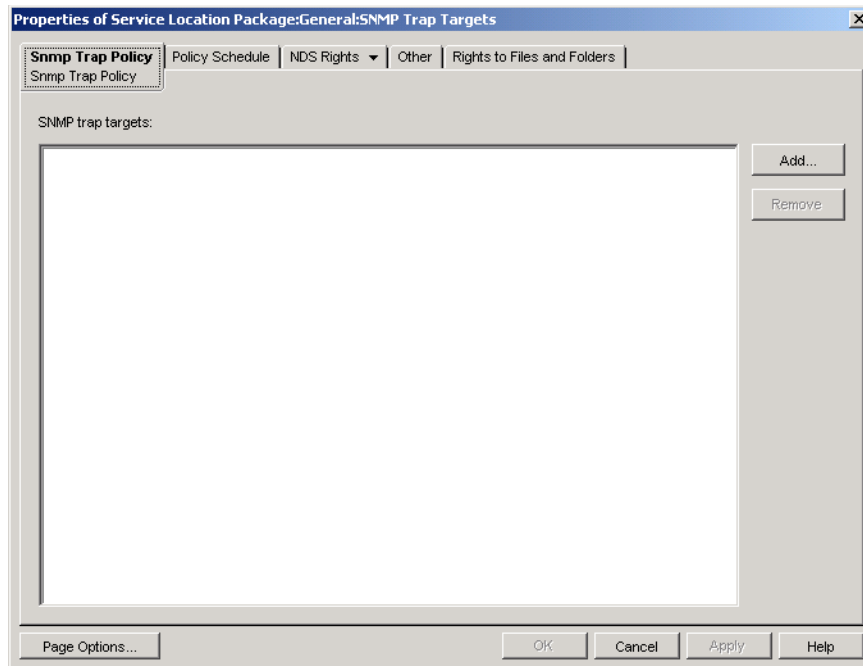 Properties of Service Location Package:General:SNMP Trap Targets
Snmp Trap Policy
Policy Schedule
NDS Rights
Other
Rights to Files and Folders
Snmp Trap Policy
SNMP trap targets:
Add...
Remove
Page Options...
OK
Cancel
Apply
Help